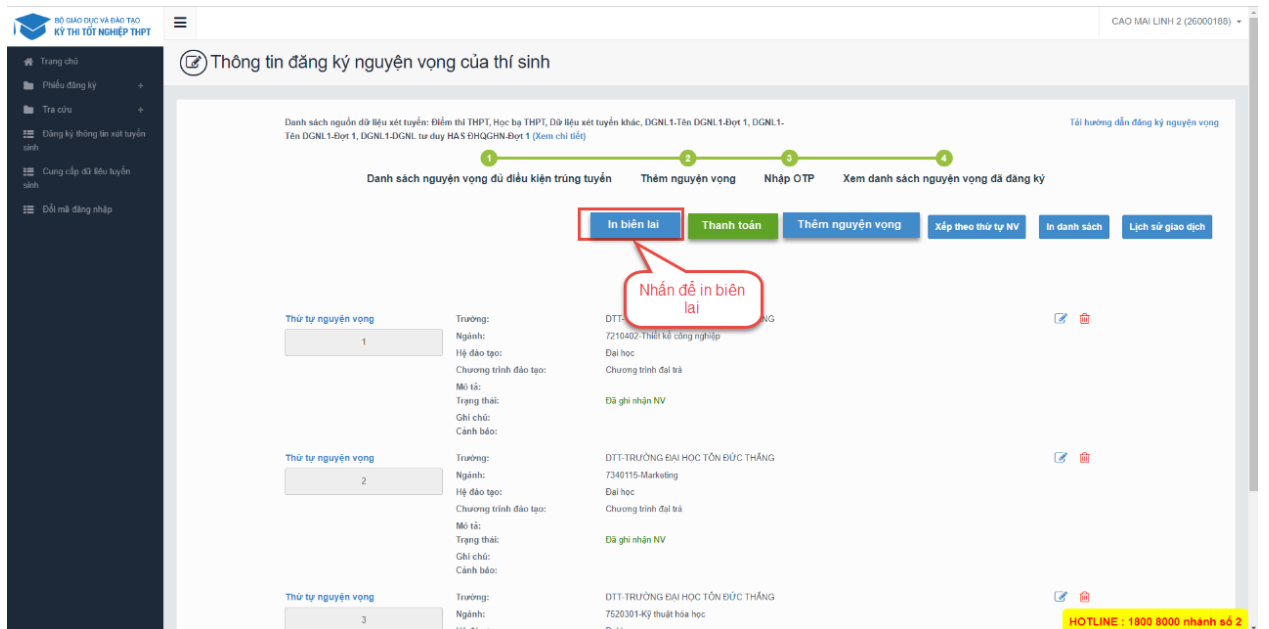 BỘ GIÁO DỤC VÀ ĐÀO TẠO
KỲ THI TỐT NGHIỆP THPT
CAO MAI LINH 2 (26000188)
Trang chủ
Phiếu đăng ký +
Tra cứu +
Đăng ký thông tin xét tuyển
sinh
Cung cấp dữ liệu tuyển
sinh
Đổi mã đăng nhập
Thông tin đăng ký nguyện vọng của thí sinh
Danh sách nguồn dữ liệu xét tuyển: Điểm thi THPT, Học bạ THPT, Dữ liệu xét tuyển khác, DGNL1-Tên DGNL1-Đợt 1, DGNL1-
Tên DGNL1-Đợt 1, DGNL1-DGNL tư duy HAS ĐHQGHN-Đợt 1 (Xem chi tiết)
Tải hướng dẫn đăng ký nguyện vọng
1 2 3 4
Danh sách nguyện vọng đủ điều kiện trúng tuyển Thêm nguyện vọng Nhập OTP Xem danh sách nguyện vọng đã đăng ký
In biên lai Thanh toán Thêm nguyện vọng Xếp theo thứ tự NV In danh sách Lịch sử giao dịch
Nhấn để in biên
lai
Thứ tự nguyện vọng
1
Trường: DTT-
NG
Ngành: 7210402-Thiết kế công nghiệp
Hệ đào tạo: Đại học
Chương trình đào tạo: Chương trình đại trà
Mô tả:
Trạng thái: Đã ghi nhận NV
Ghi chú:
Cảnh báo:
Thứ tự nguyện vọng
2
Trường: DTT-TRƯỜNG ĐẠI HỌC TÔN ĐỨC THẮNG
Ngành: 7340115-Marketing
Hệ đào tạo: Đại học
Chương trình đào tạo: Chương trình đại trà
Mô tả:
Trạng thái: Đã ghi nhận NV
Ghi chú:
Cảnh báo:
Thứ tự nguyện vọng
3
Trường: DTT-TRƯỜNG ĐẠI HỌC TÔN ĐỨC THẮNG
Ngành: 7520301-Kỹ thuật hóa học
HOTLINE : 1800 8000 nhánh số 2